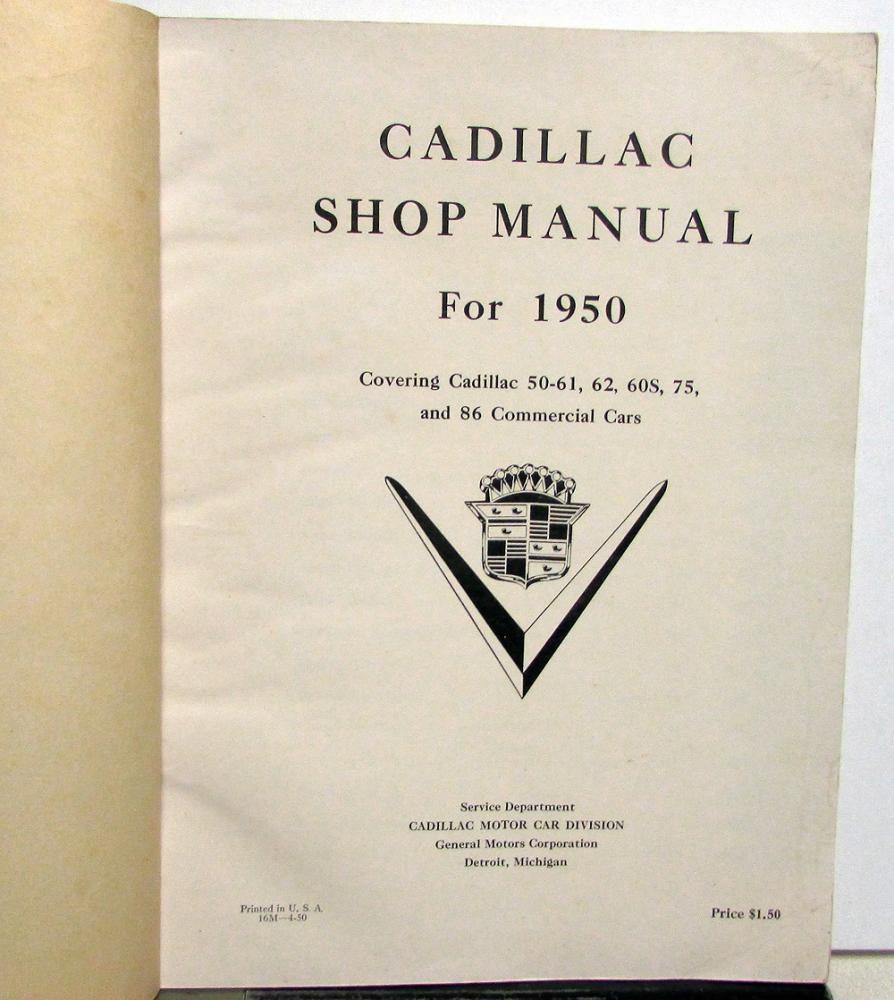 CADILLAC
SHOP MANUAL
For 1950
Covering Cadillac 50-61, 62, 60S, 75,
and 86 Commercial Cars
Service Department
CADILLAC MOTOR CAR DIVISION
General Motors Corporation
Detroit, Michigan
Printed in U. S. A.
16M—4-50
Price $1.50